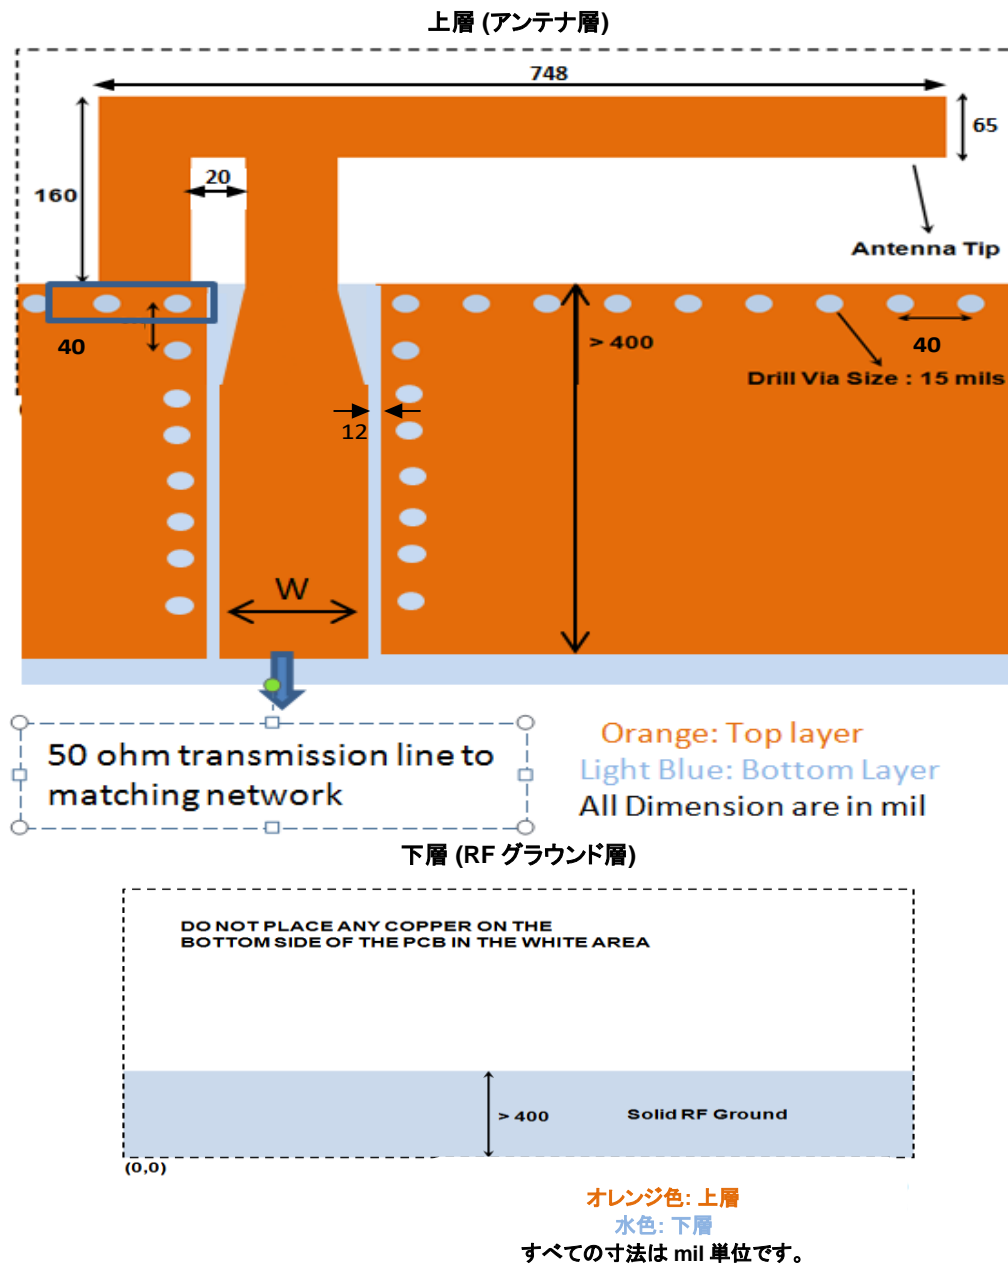 上層 (アンテナ層)
748
65
20
160
Antenna Tip
> 400
40
40
Drill Via Size : 15 mils
12
W
50 ohm transmission line to
matching network
Orange: Top layer
Light Blue: Bottom Layer
All Dimension are in mil
下層 (RF グラウンド層)
DO NOT PLACE ANY COPPER ON THE
BOTTOM SIDE OF THE PCB IN THE WHITE AREA
> 400
Solid RF Ground
(0,0)
オレンジ色: 上層
水色: 下層
すべての寸法は mil 単位です。